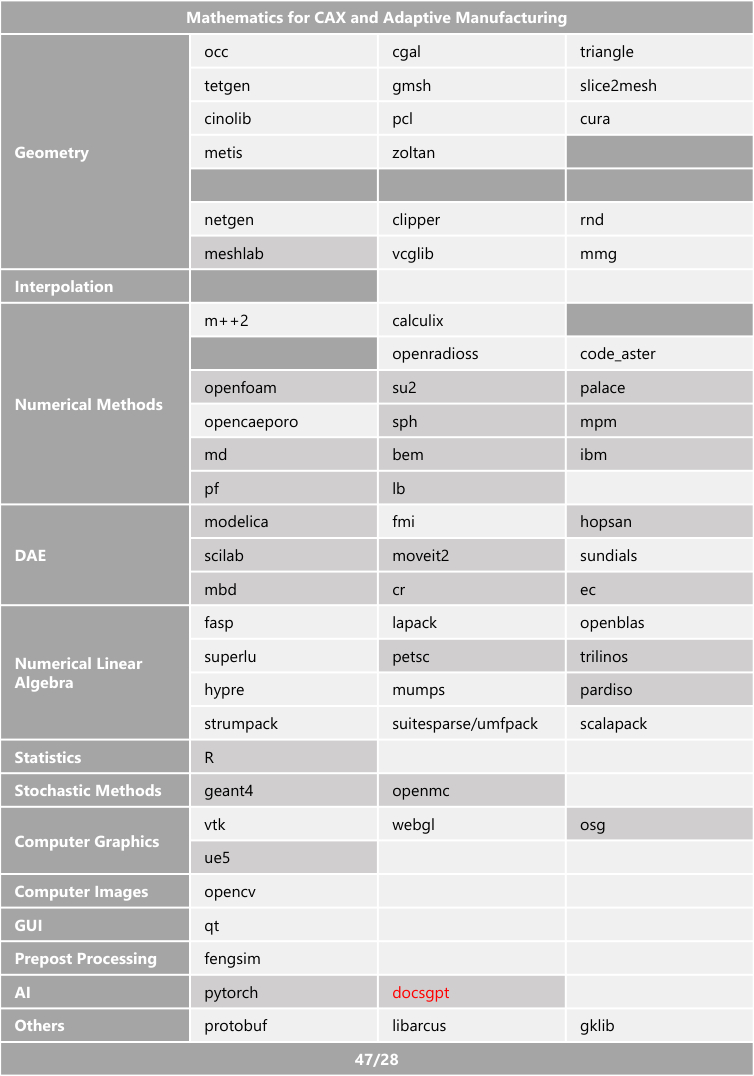 Mathematics for CAX and Adaptive Manufacturing
Geometry
occ cgal triangle
tetgen gmsh slice2mesh
cinolib pcl cura
metis zoltan
netgen clipper rnd
meshlab vcglib mmg
Interpolation
Numerical Methods
m++2 calculix
openradioss code_aster
openfoam su2 palace
opencaeporo sph mpm
md bem ibm
pf lb
DAE
modelica fmi hopsan
scilab moveit2 sundials
mbd cr ec
Numerical Linear
Algebra
fasp lapack openblas
superlu petsc trilinos
hypre mumps pardiso
strumpack suitesparse/umfpack scalapack
Statistics R
Stochastic Methods geant4 openmc
Computer Graphics
vtk webgl osg
ue5
Computer Images opencv
GUI qt
Prepost Processing fengsim
AI pytorch docsgpt
Others protobuf libarcus gklib
47/28